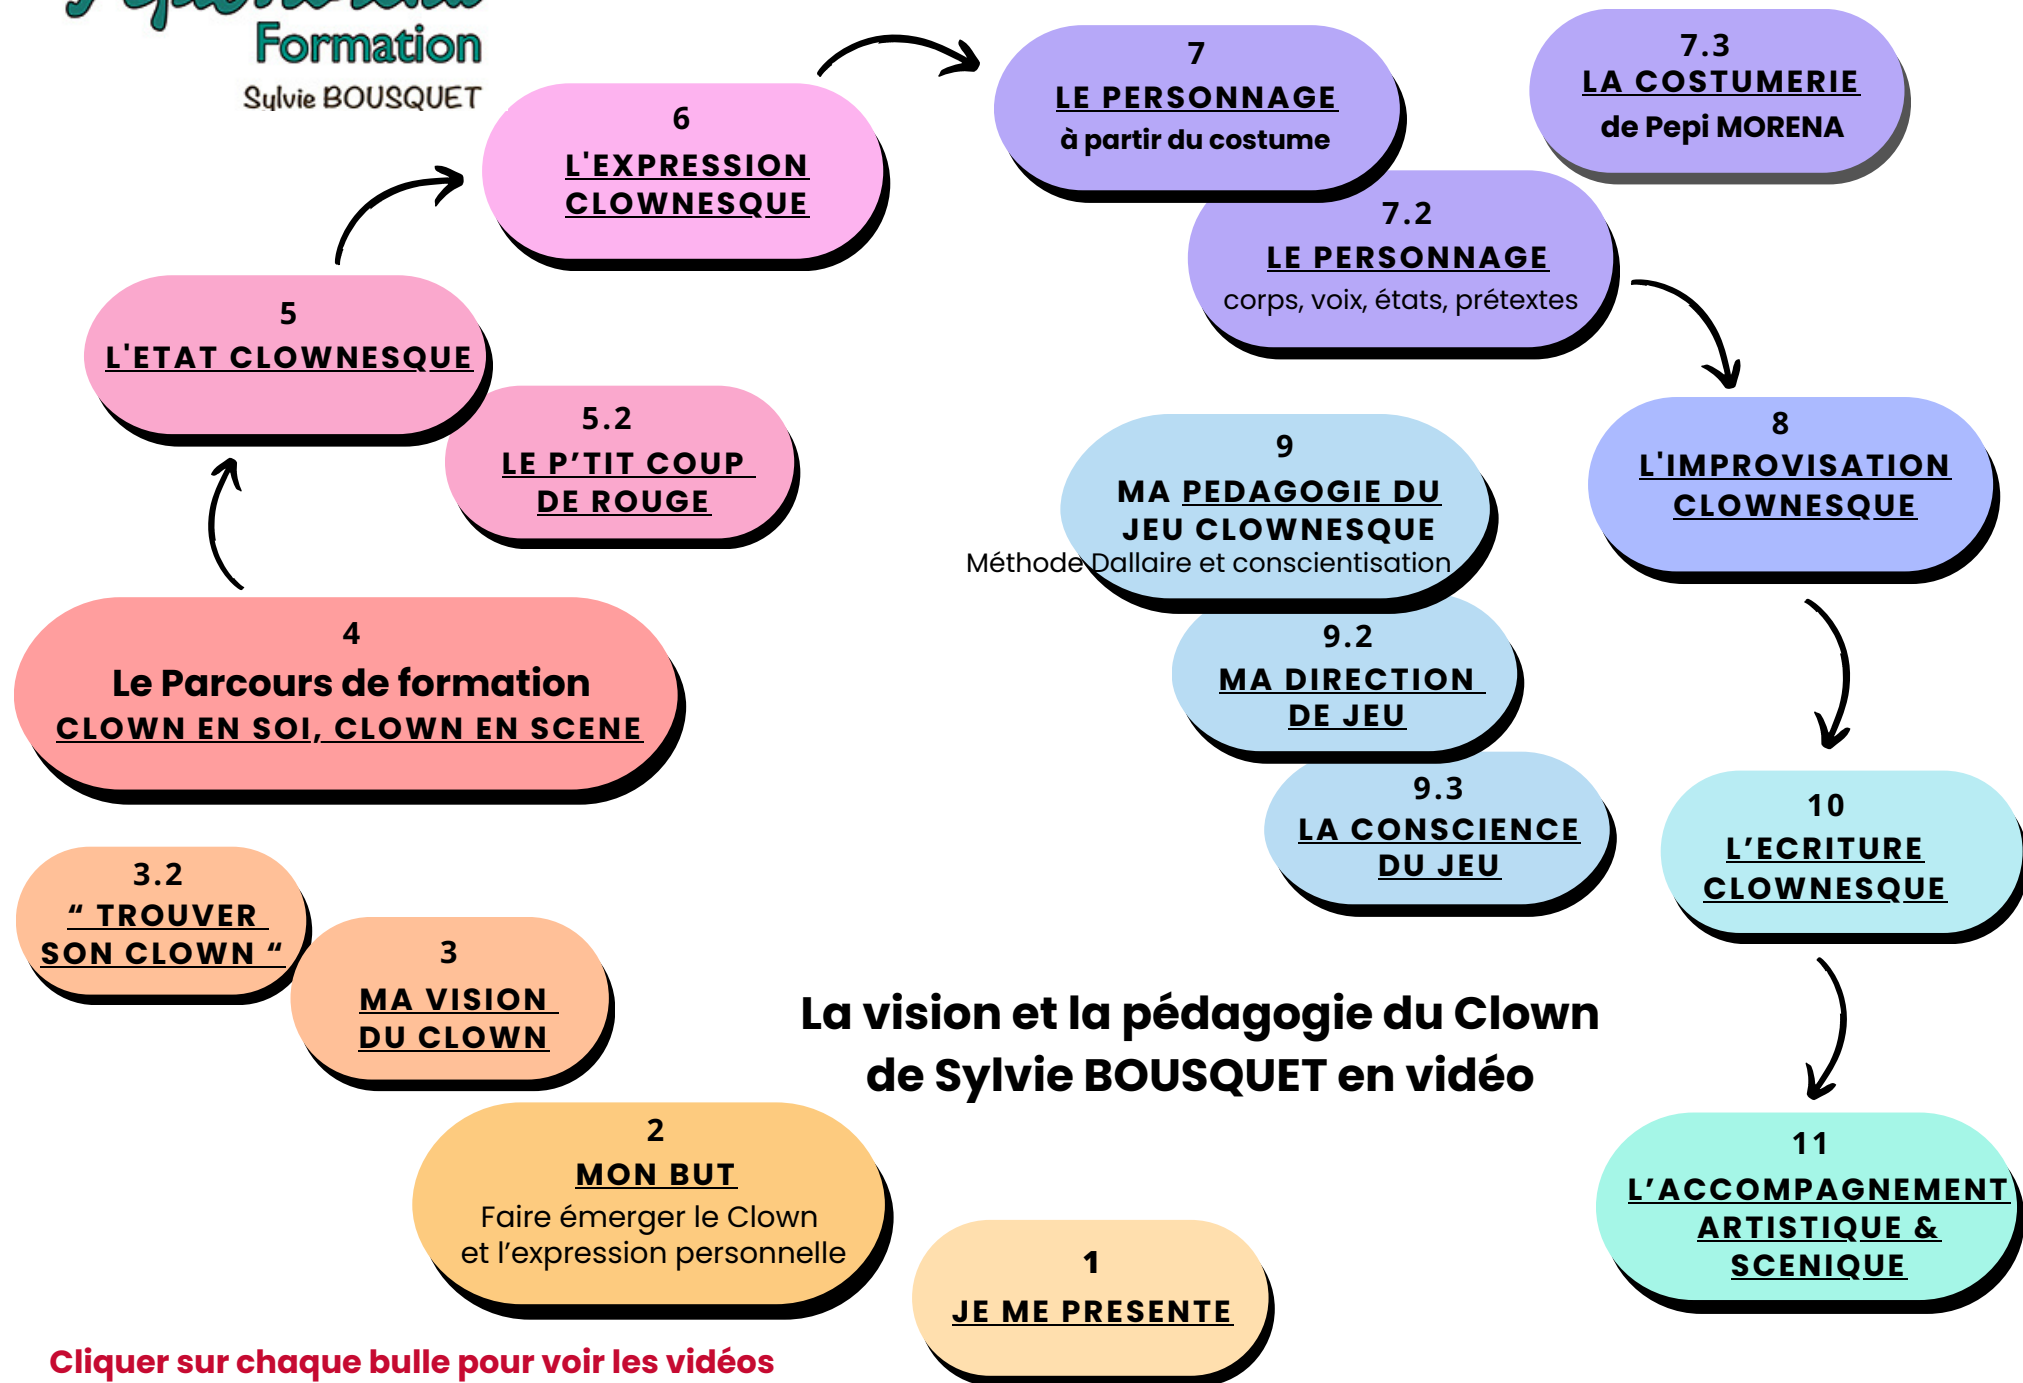 Formation
Sylvie BOUSQUET
7
LE PERSONNAGE
à partir du costume
7.3
LA COSTUMERIE
de Pepi MORENA
6
L'EXPRESSION
CLOWNESQUE
7.2
LE PERSONNAGE
corps, voix, états, prétextes
5
L'ETAT CLOWNESQUE
5.2
LE P’TIT COUP
DE ROUGE
8
L'IMPROVISATION
CLOWNESQUE
9
MA PEDAGOGIE DU
JEU CLOWNESQUE
Méthode Dallaire et conscientisation
4
Le Parcours de formation
CLOWN EN SOI, CLOWN EN SCENE
9.2
MA DIRECTION
DE JEU
9.3
LA CONSCIENCE
DU JEU
10
L’ECRITURE
CLOWNESQUE
3.2
“ TROUVER
SON CLOWN “
3
MA VISION
DU CLOWN
La vision et la pédagogie du Clown
de Sylvie BOUSQUET en vidéo
2
MON BUT
Faire émerger le Clown
et l’expression personnelle
11
L’ACCOMPAGNEMENT
ARTISTIQUE &
SCENIQUE
1
JE ME PRESENTE
Cliquer sur chaque bulle pour voir les vidéos